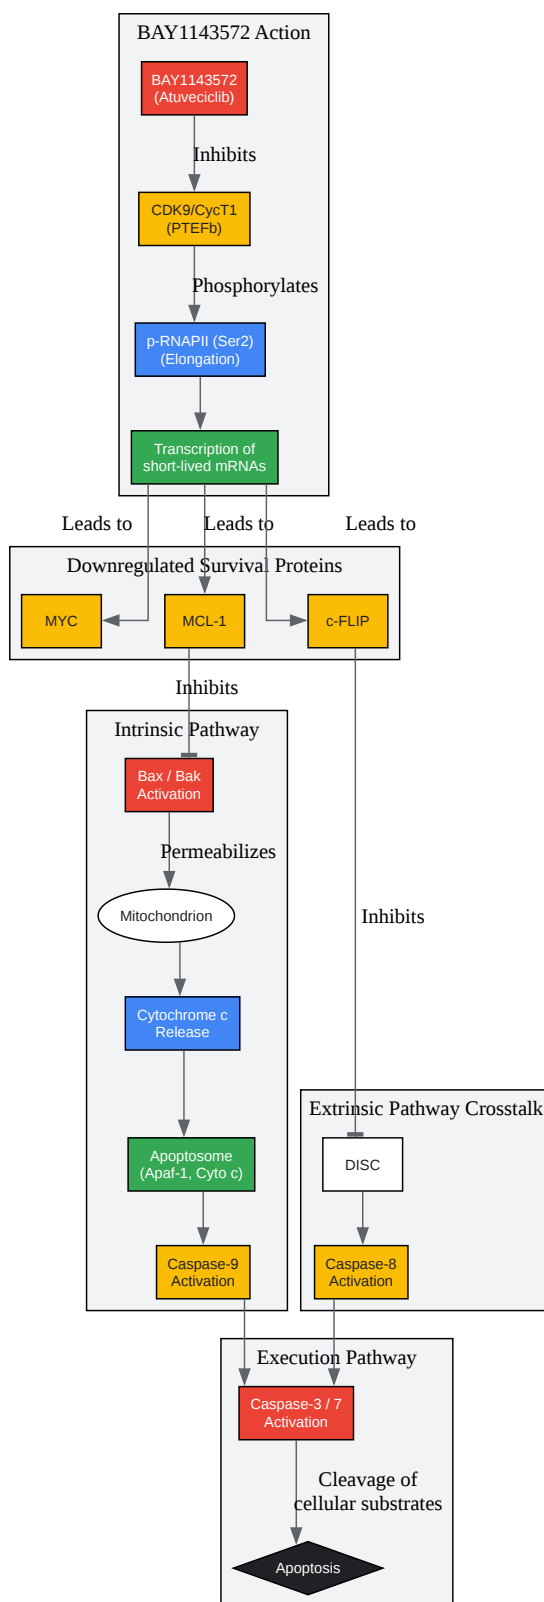 BAY1143572 Action
BAY1143572
(Atuveciclib)
Inhibits
CDK9/CycT1
(PTEFb)
Phosphorylates
p-RNAPII (Ser2)
(Elongation)
Transcription of
short-lived mRNAs
Leads to
Leads to
Leads to
Downregulated Survival Proteins
MYC
MCL-1
c-FLIP
Inhibits
Intrinsic Pathway
Bax / Bak
Activation
Permeabilizes
Mitochondrion
Inhibits
Cytochrome c
Release
Extrinsic Pathway Crosstalk
Apoptosome
(Apaf-1, Cyto c)
DISC
Caspase-9
Activation
Caspase-8
Activation
Execution Pathway
Caspase-3 / 7
Activation
Cleavage of
cellular substrates
Apoptosis